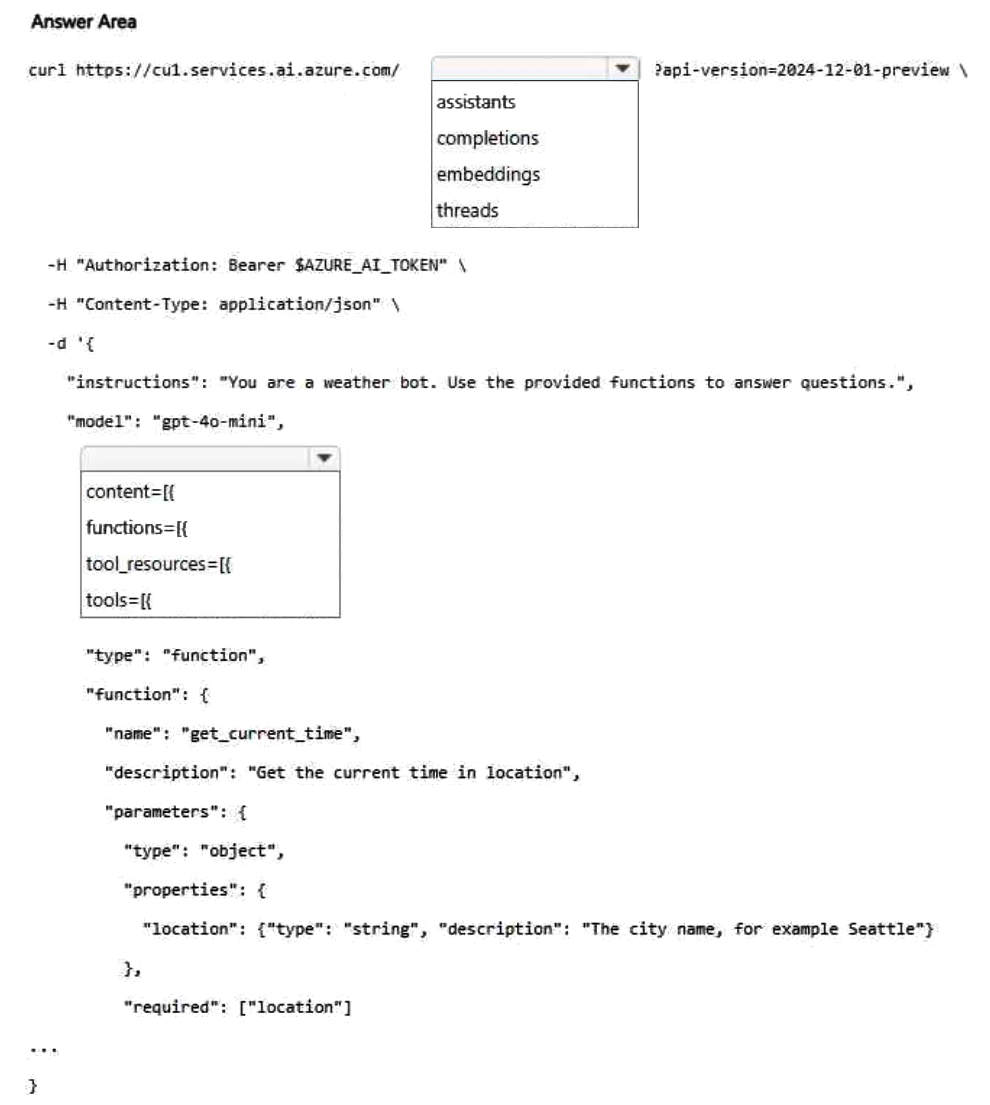 Answer Area
curl https://cu1.services.ai.azure.com/ ?api-version=2024-12-01-preview \
assistants
completions
embeddings
threads
-H "Authorization: Bearer $AZURE_AI_TOKEN" \
-H "Content-Type: application/json" \
-d '{
"instructions": "You are a weather bot. Use the provided functions to answer questions.",
"model": "gpt-4o-mini",
content=[{
functions=[{
tool_resources=[{
tools=[{
"type": "function",
"function": {
"name": "get_current_time",
"description": "Get the current time in location",
"parameters": {
"type": "object",
"properties": {
"location": {"type": "string", "description": "The city name, for example Seattle"}
},
"required": ["location"]
...
}